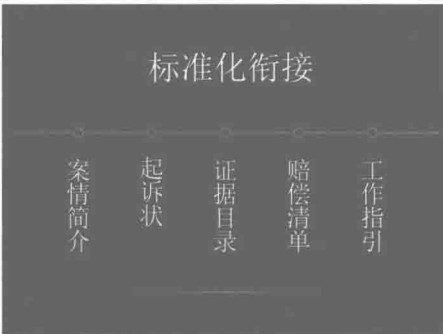 标准化衔接
案情简介
起诉状
证据目录
赔偿清单
工作指引